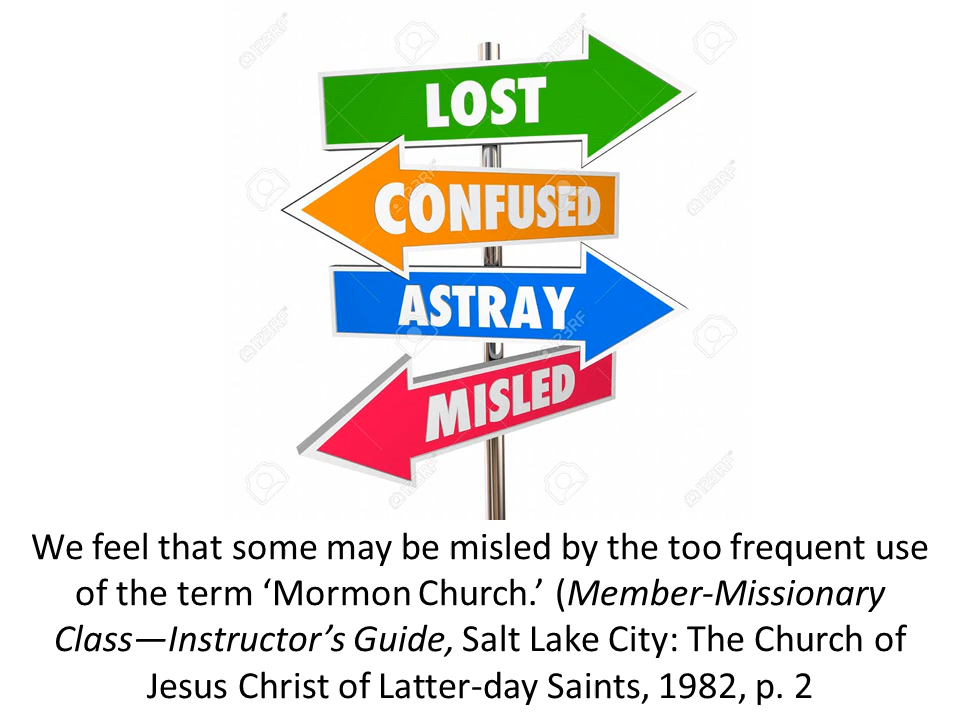 LOST
CONFUSED
ASTRAY
MISLED
We feel that some may be misled by the too frequent use
of the term ‘Mormon Church.’ (Member-Missionary
Class—Instructor’s Guide, Salt Lake City: The Church of
Jesus Christ of Latter-day Saints, 1982, p. 2